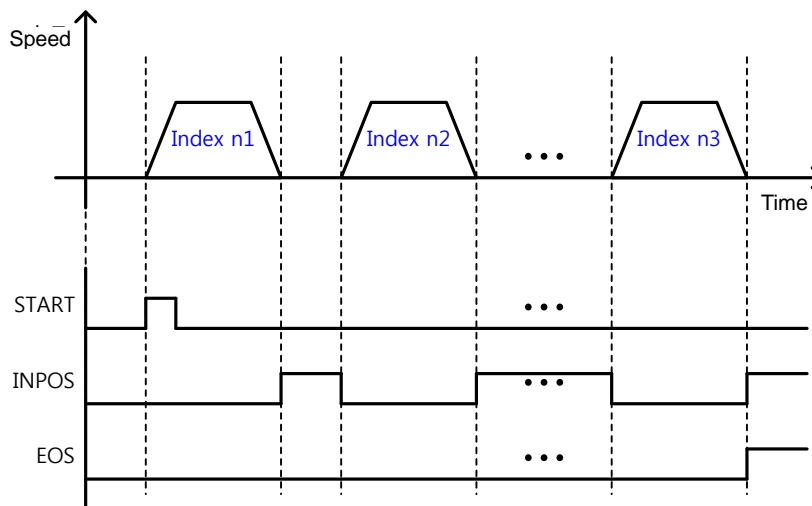 Speed
Index n1
Index n2
Index n3
Time
START
INPOS
EOS